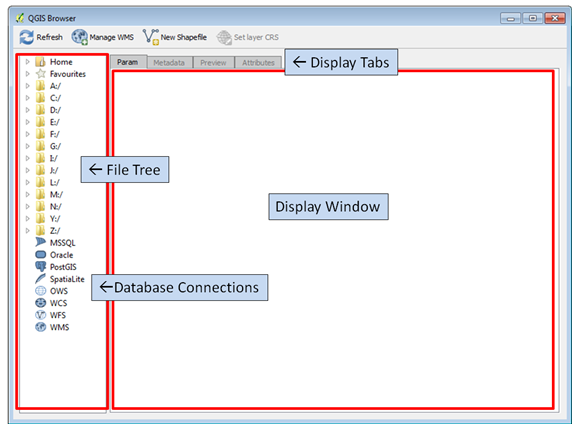 QGIS Browser
Refresh Manage WMS New Shapefile Set layer CRS
Param Metadata Preview Attributes
← Display Tabs
Home
Favourites
A:/
C:/
D:/
E:/
F:/
G:/
I:/
J:/
L:/
M:/
N:/
Y:/
Z:/
MSSQL
Oracle
PostGIS
SpatiaLite
OWS
WCS
WFS
WMS
← File Tree
Display Window
←Database Connections